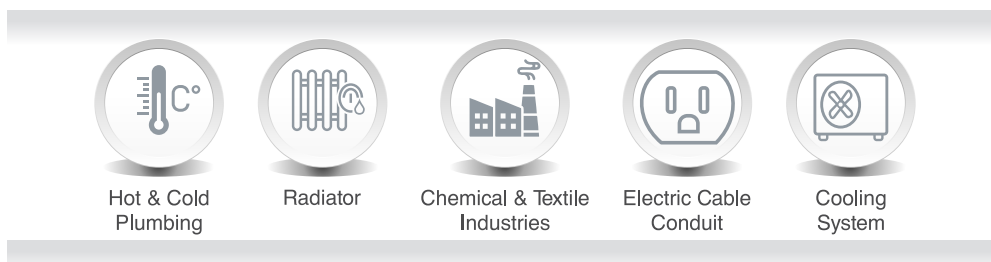 C°
Hot & Cold
Plumbing
Radiator
Chemical & Textile
Industries
Electric Cable
Conduit
Cooling
System